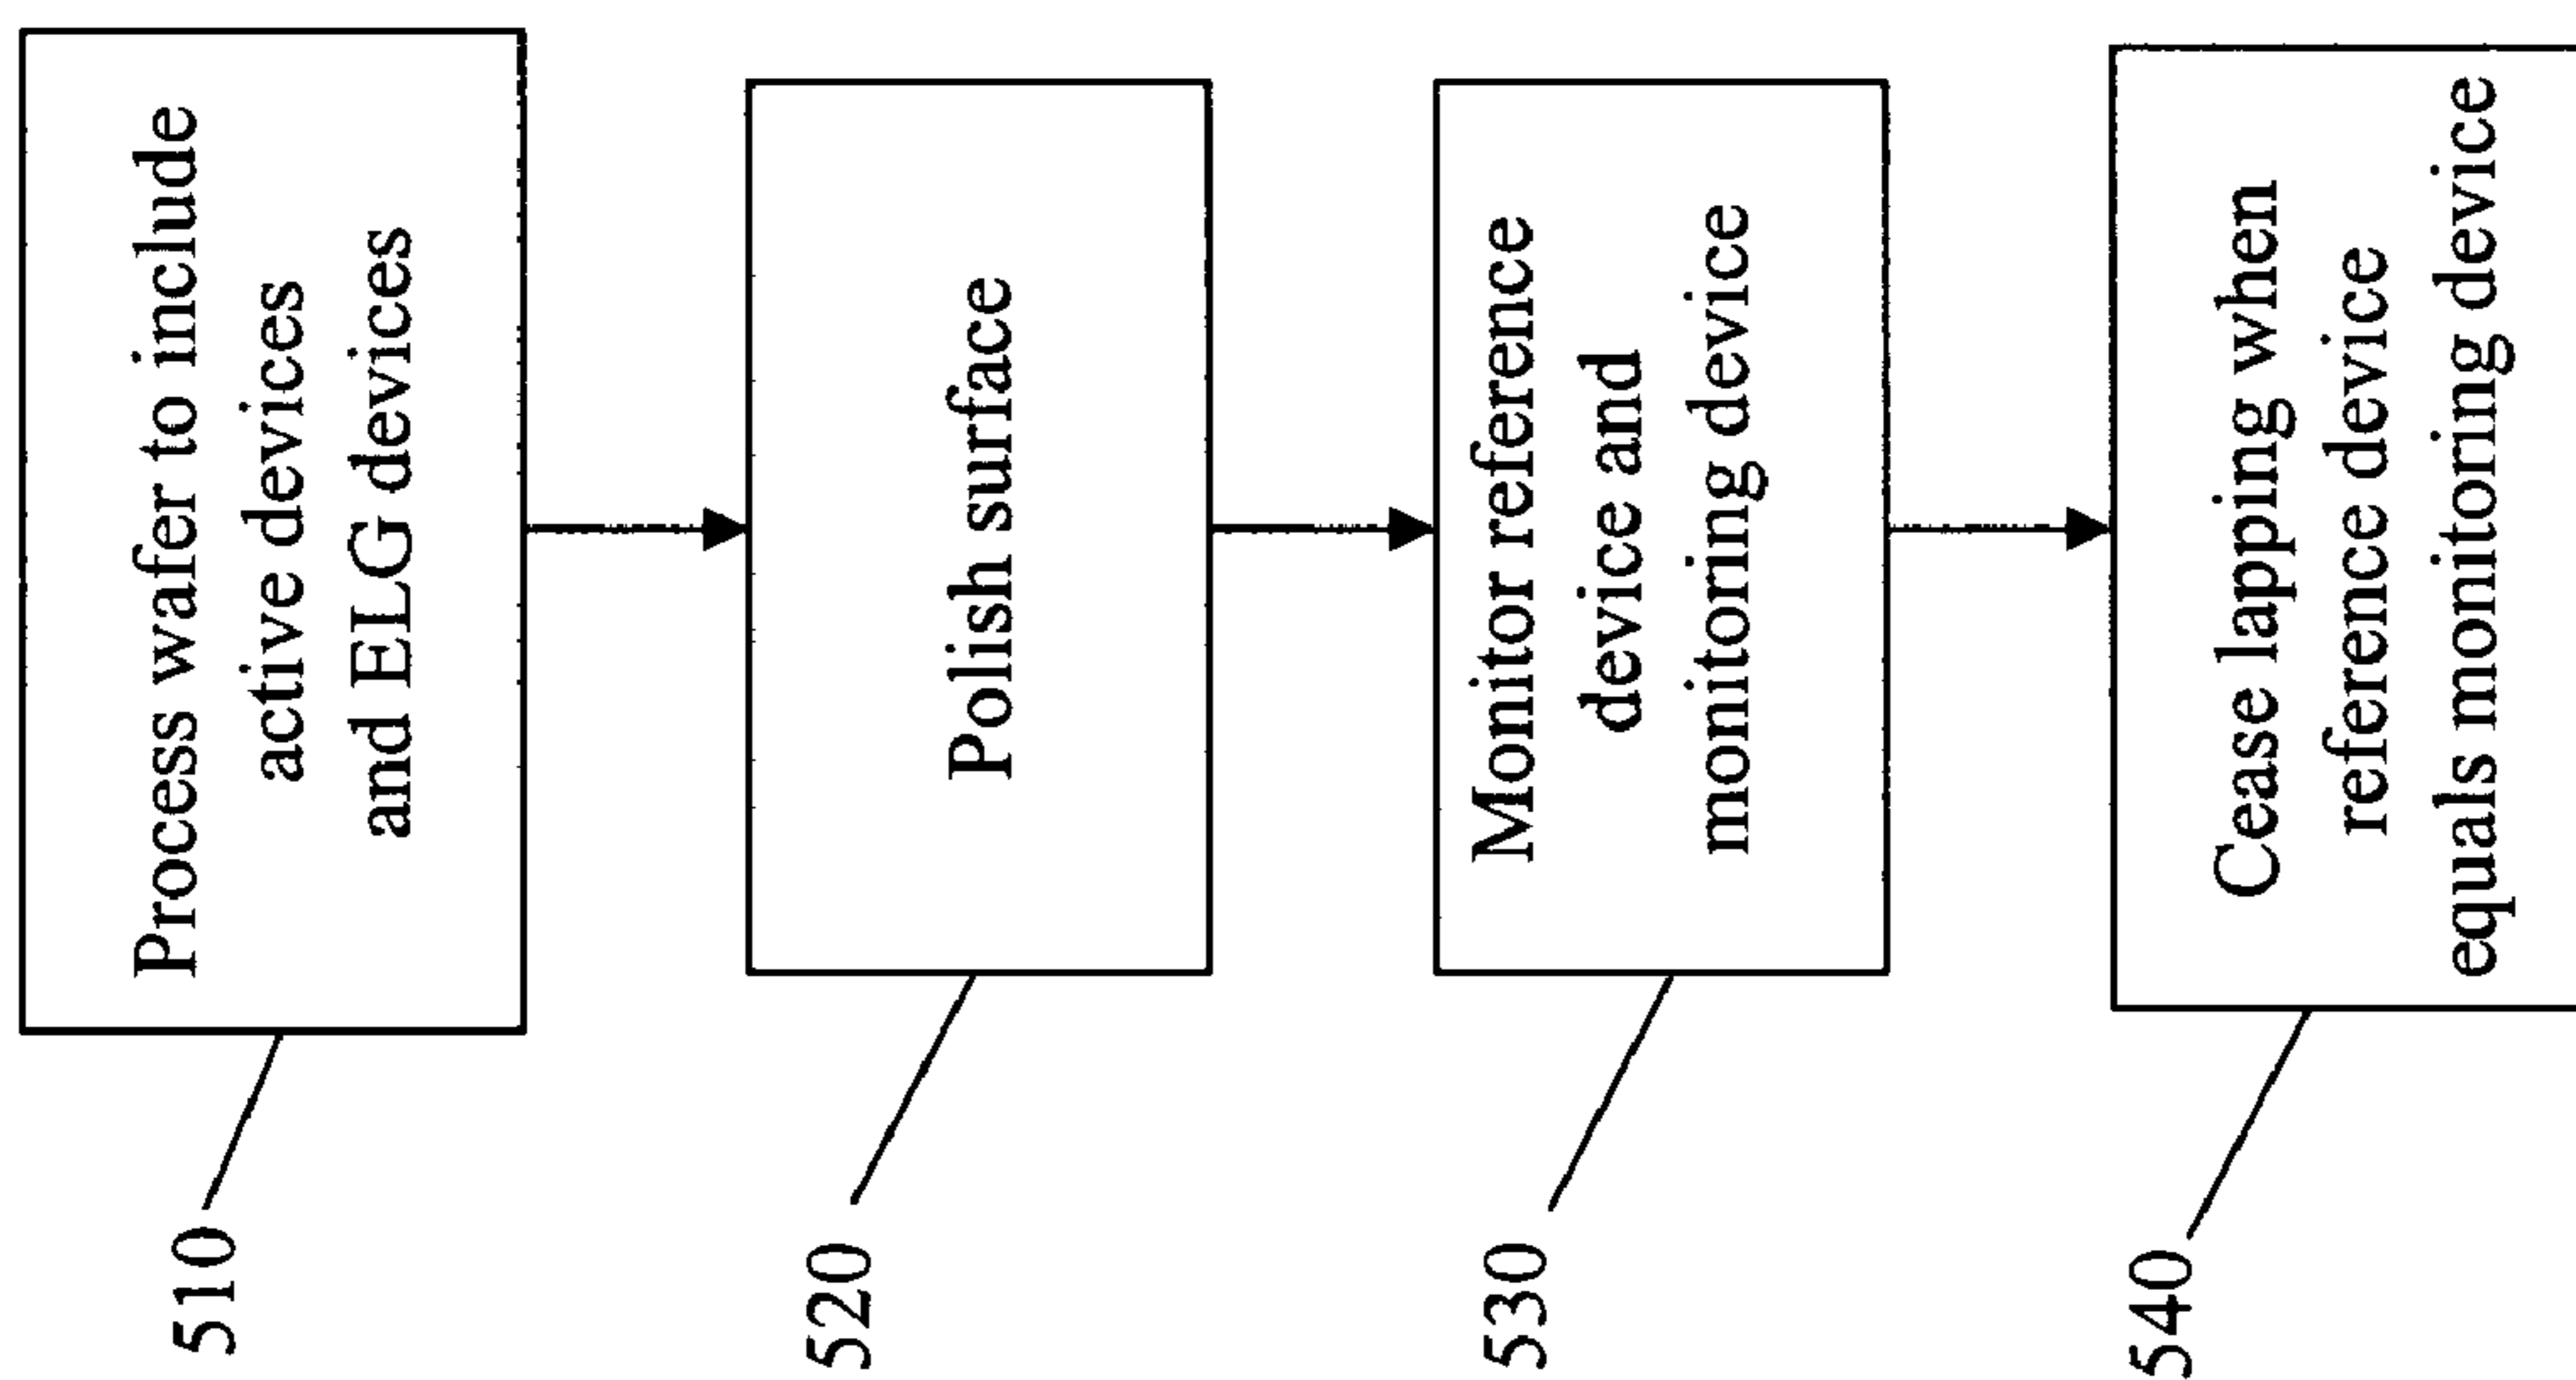 510
Process wafer to include
active devices
and ELG devices
520
Polish surface
530
Monitor reference
device and
monitoring device
540
Cease lapping when
reference device
equals monitoring device